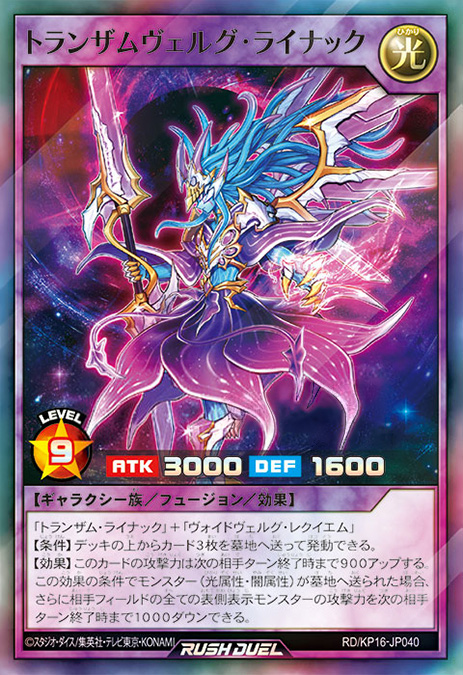 トランザムヴェルグ・ライナック
ひかり
光
LEVEL
9
ATK 3000 DEF 1600
【ギャラクシー族／フュージョン／効果】
「トランザム・ライナック」＋「ヴォイドヴェルグ・レクイエム」
【条件】デッキの上からカード3枚を墓地へ送って発動できる。
【効果】このカードの攻撃力は次の相手ターン終了時まで900アップする。
この効果の条件でモンスター（光属性・闇属性）が墓地へ送られた場合、
さらに相手フィールドの全ての表側表示モンスターの攻撃力を次の相手
ターン終了時まで1000ダウンできる。
©スタジオ・ダイス/集英社・テレビ東京・KONAMI
RUSH DUEL
RD/KP16-JP040